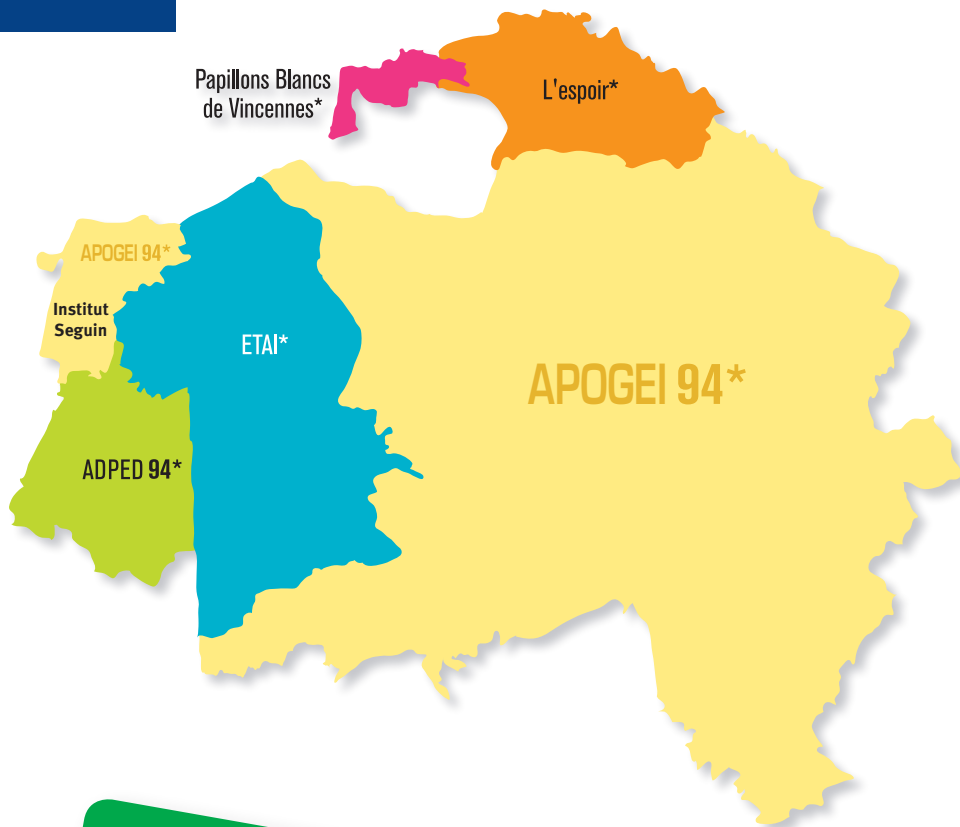 Papillons Blancs
de Vincennes*
L'espoir*
APOGEI 94*
Institut
Seguin
ETAI*
APOGEI 94*
ADPED 94*